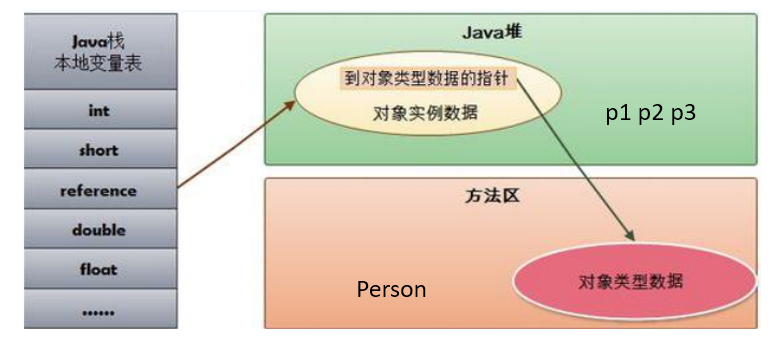 Java栈
本地变量表
int
short
reference
double
float
......
Java堆
到对象类型数据的指针
对象实例数据
p1 p2 p3
方法区
对象类型数据
Person